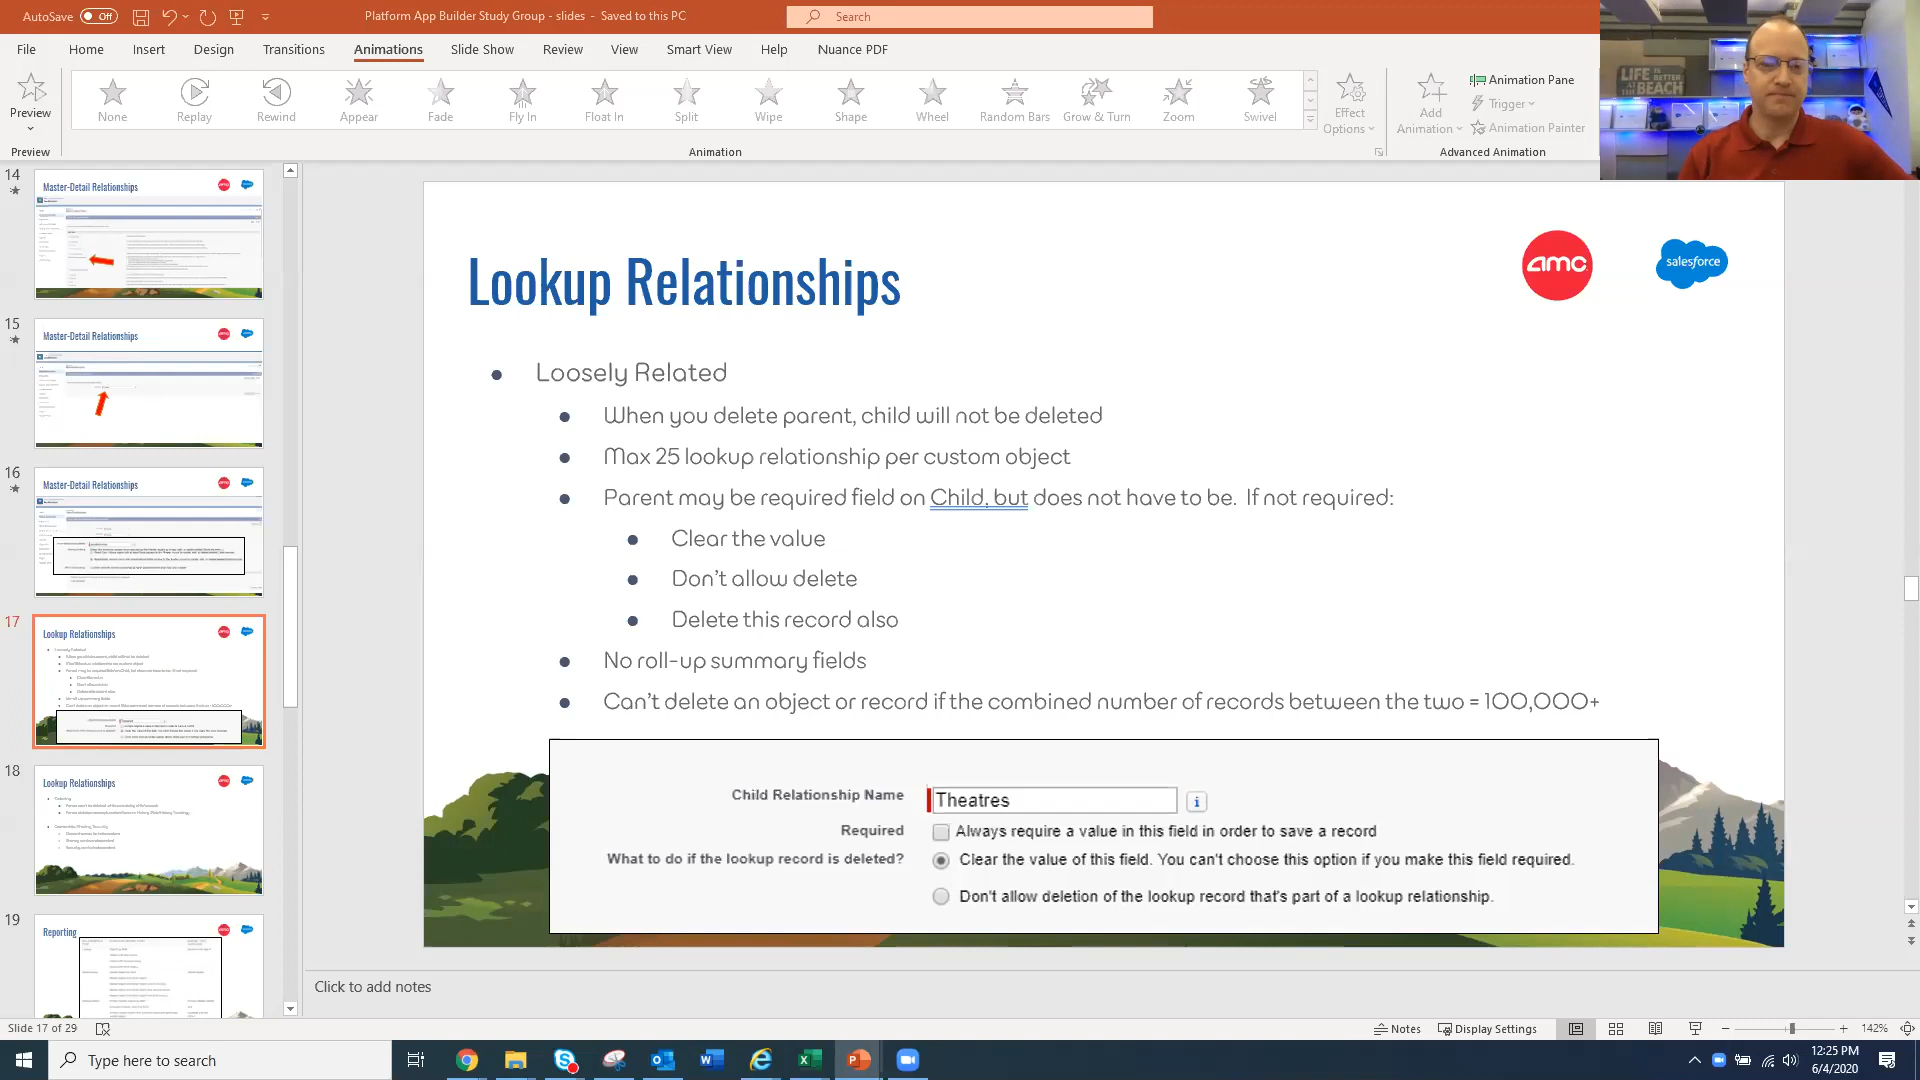 AutoSave Off
Platform App Builder Study Group - slides - Saved to this PC
Search
File Home Insert Design Transitions Animations Slide Show Review View Smart View Help Nuance PDF
Preview
None Replay Rewind Appear Fade Fly In Float In Split Wipe Shape Wheel Random Bars Grow & Turn Zoom Swivel
Effect Options
Add Animation
Animation Pane
Trigger
Animation Painter
Preview
Animation
Advanced Animation
LIFE IS BETTER AT THE BEACH
14
Master-Detail Relationships
15
Master-Detail Relationships
16
Master-Detail Relationships
17
Lookup Relationships
18
Lookup Relationships
19
Reporting
Lookup Relationships
amc
salesforce
• Loosely Related
• When you delete parent, child will not be deleted
• Max 25 lookup relationship per custom object
• Parent may be required field on Child, but does not have to be. If not required:
• Clear the value
• Don't allow delete
• Delete this record also
• No roll-up summary fields
• Can't delete an object or record if the combined number of records between the two = 100,000+
Child Relationship Name Theatres i
Required Always require a value in this field in order to save a record
What to do if the lookup record is deleted? Clear the value of this field. You can't choose this option if you make this field required.
Don't allow deletion of the lookup record that's part of a lookup relationship.
Click to add notes
Slide 17 of 29
Notes Display Settings 142%
Type here to search
12:25 PM
6/4/2020